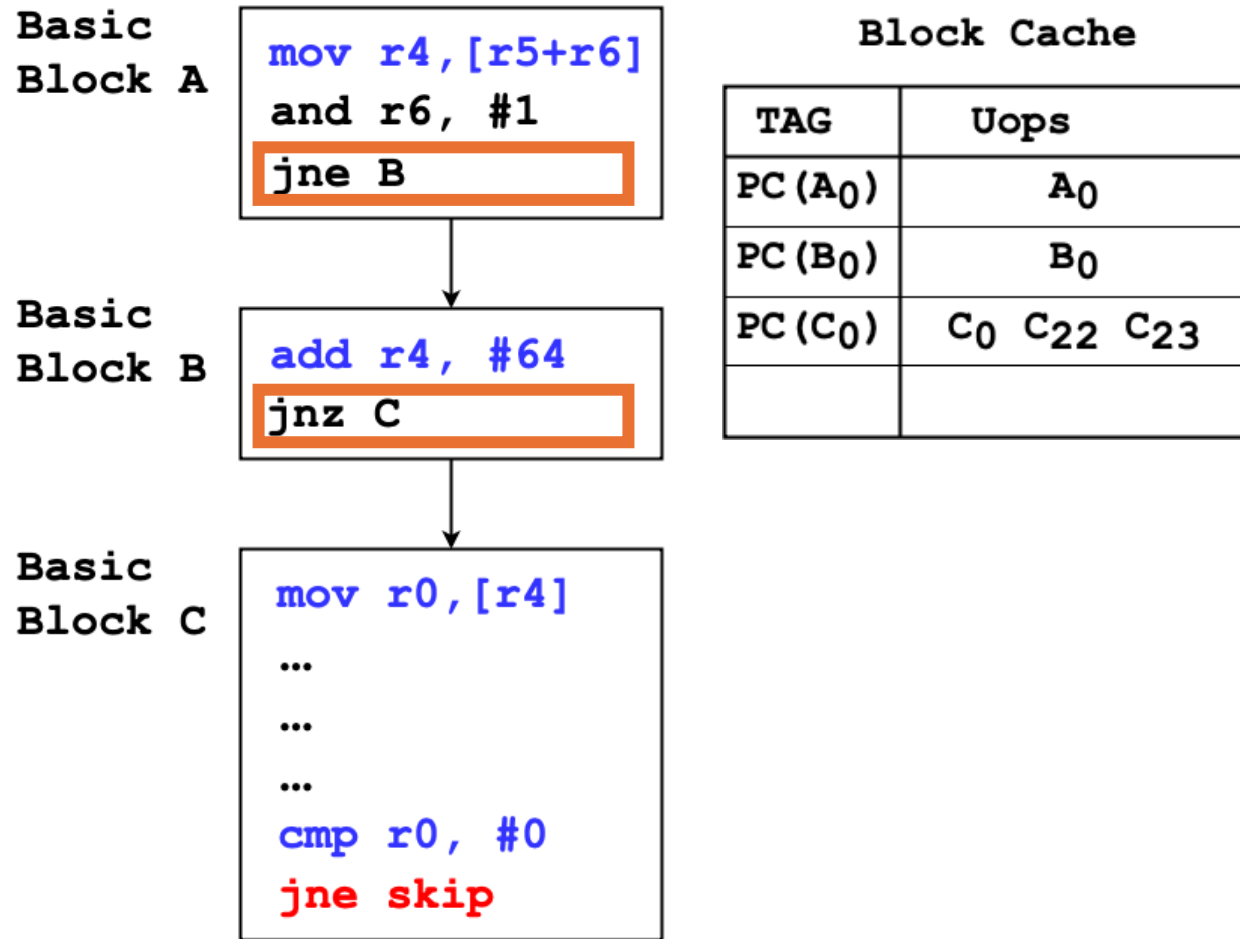 Basic
Block A
mov r4,[r5+r6]
and r6, #1
jne B
Basic
Block B
add r4, #64
jnz C
Basic
Block C
mov r0,[r4]
…
…
…
cmp r0, #0
jne skip
Block Cache
TAG Uops
PC(A0) A0
PC(B0) B0
PC(C0) C0 C22 C23